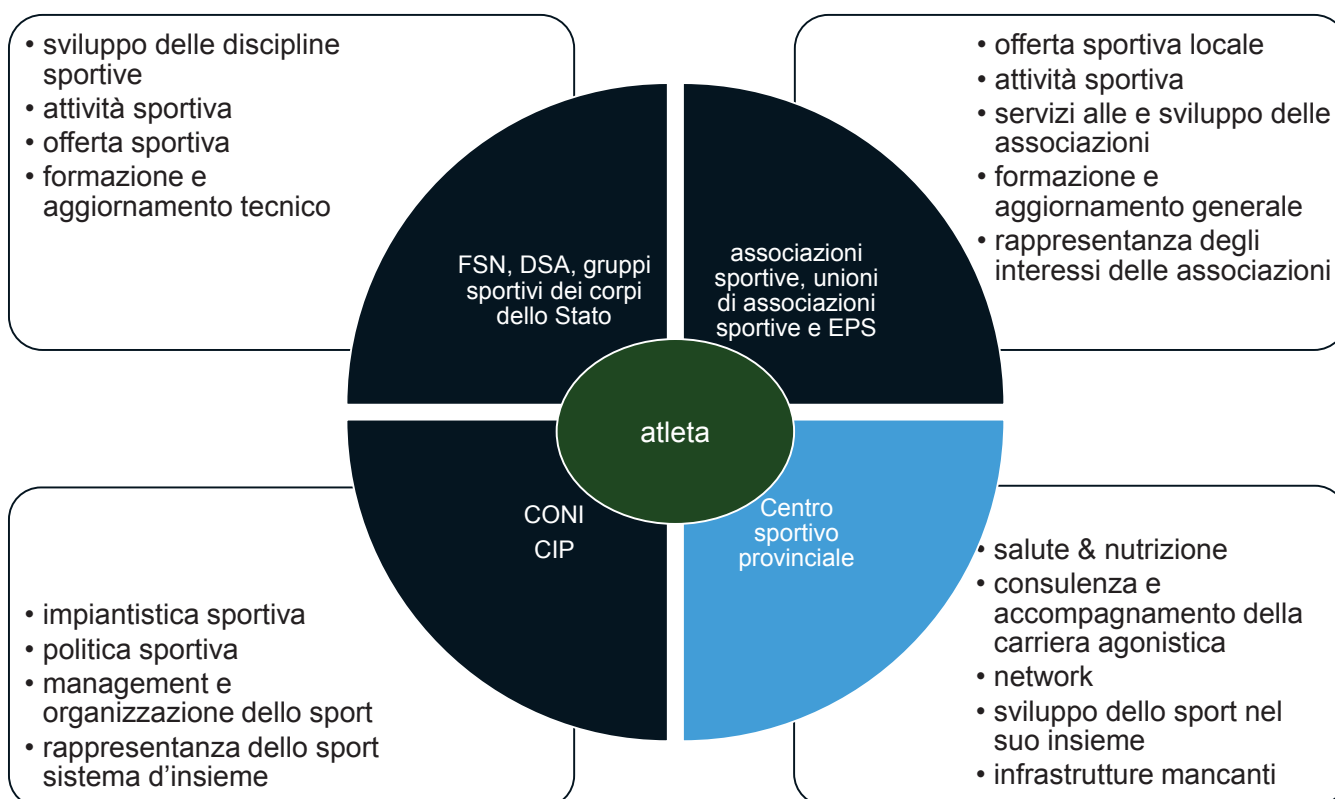 • sviluppo delle discipline
sportive
• attività sportiva
• offerta sportiva
• formazione e
aggiornamento tecnico
• offerta sportiva locale
• attività sportiva
• servizi alle e sviluppo delle
associazioni
• formazione e
aggiornamento generale
• rappresentanza degli
interessi delle associazioni
FSN, DSA, gruppi
sportivi dei corpi
dello Stato
associazioni
sportive, unioni
di associazioni
sportive e EPS
atleta
CONI
CIP
Centro
sportivo
provinciale
• impiantistica sportiva
• politica sportiva
• management e
organizzazione dello sport
• rappresentanza dello sport
sistema d'insieme
• salute & nutrizione
• consulenza e
accompagnamento della
carriera agonistica
• network
• sviluppo dello sport nel
suo insieme
• infrastrutture mancanti